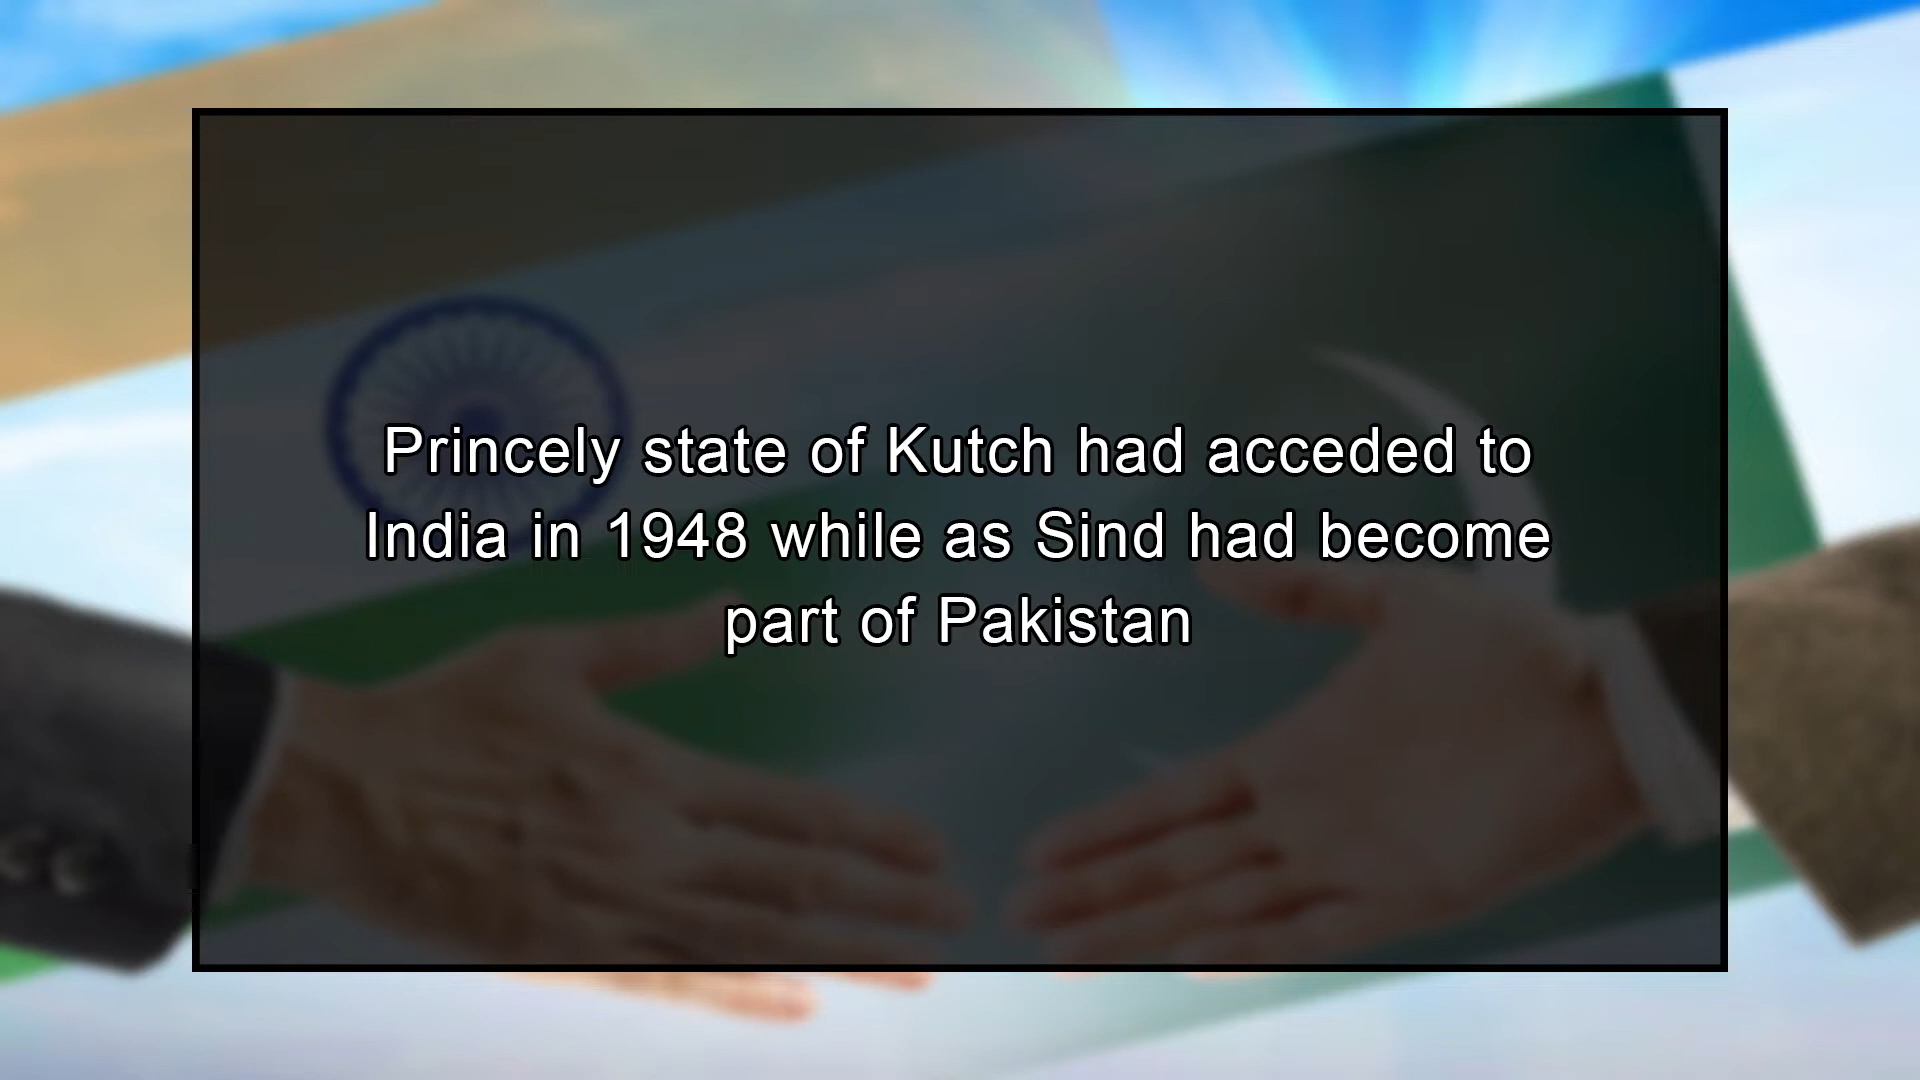 Princely state of Kutch had acceded to
India in 1948 while as Sind had become
part of Pakistan